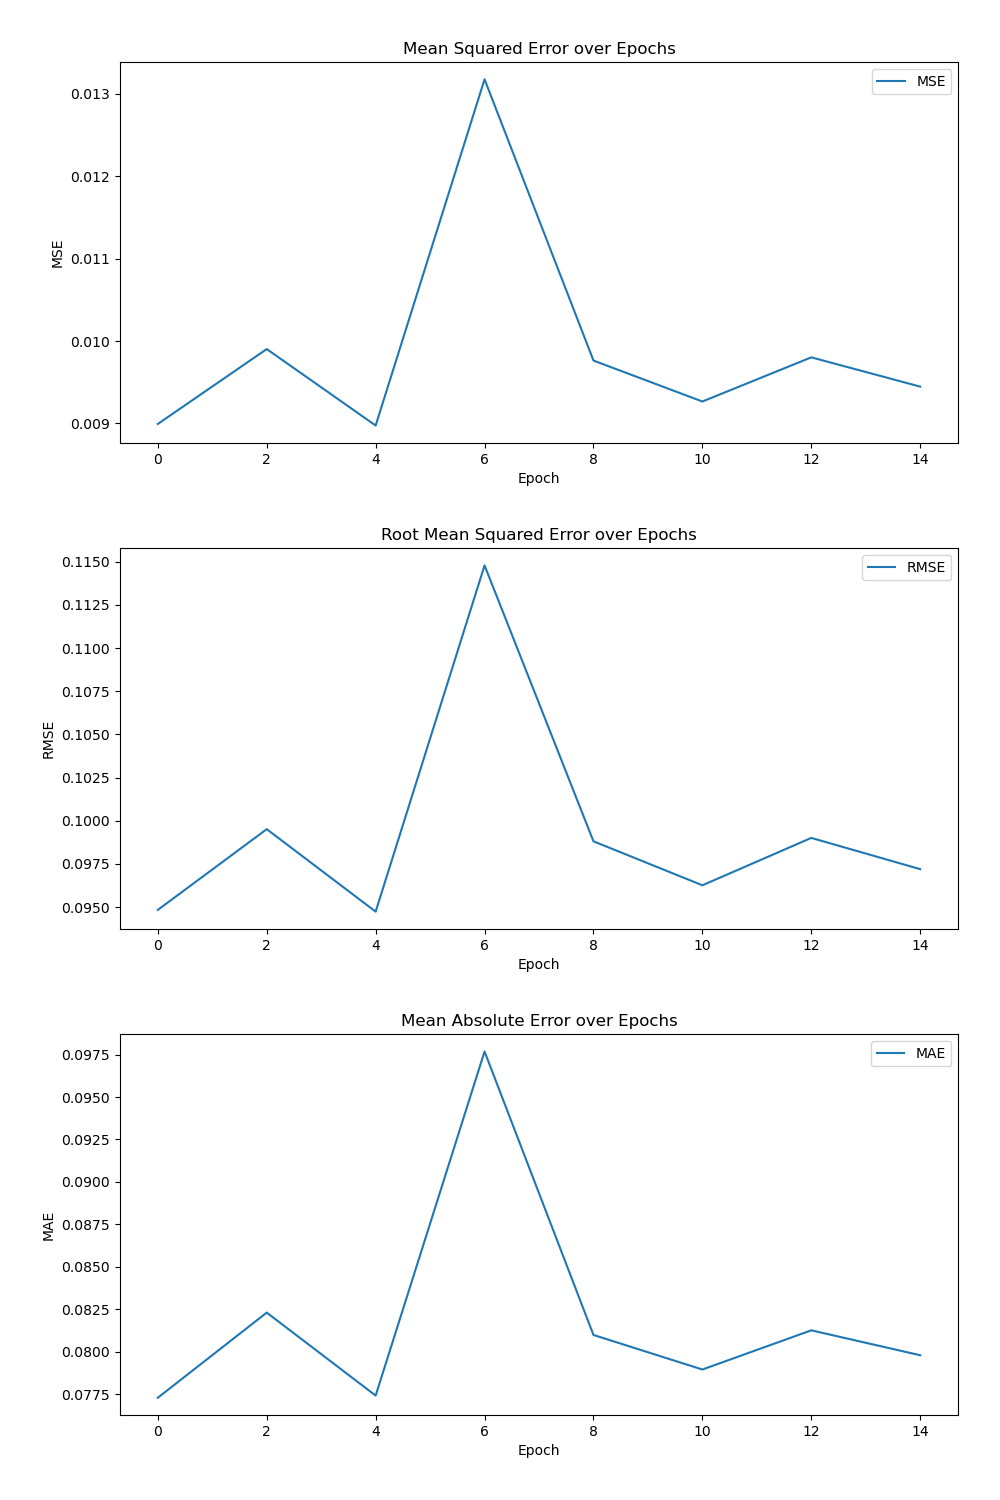 Mean Squared Error over Epochs
MSE
0.013
0.012
0.011
0.010
0.009
MSE
0 2 4 6 8 10 12 14
Epoch
Root Mean Squared Error over Epochs
RMSE
0.1150
0.1125
0.1100
0.1075
0.1050
0.1025
0.1000
0.0975
0.0950
RMSE
0 2 4 6 8 10 12 14
Epoch
Mean Absolute Error over Epochs
MAE
0.0975
0.0950
0.0925
0.0900
0.0875
0.0850
0.0825
0.0800
0.0775
MAE
0 2 4 6 8 10 12 14
Epoch